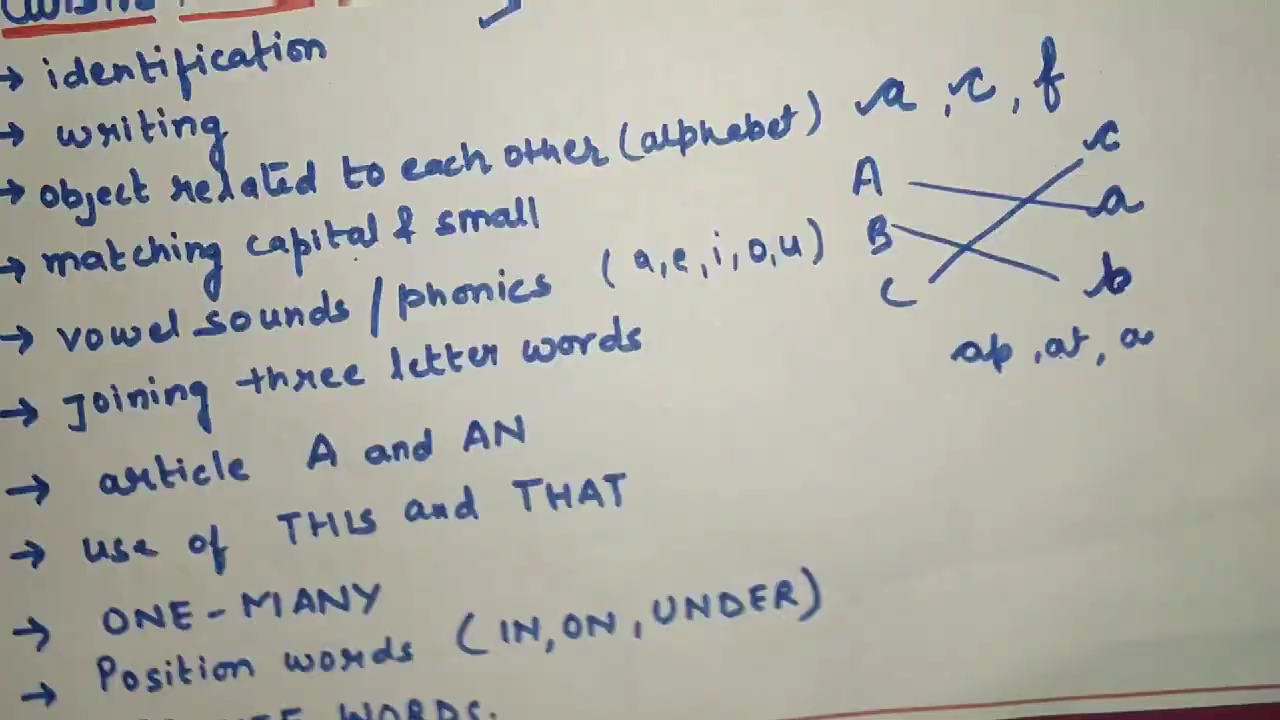 → identification
→ writing
→ object related to each other (alphabet) a, c, f
→ matching capital & small
A
B
C
c
a
b
→ vowel sounds / phonics (a, e, i, o, u)
ap, at, a
→ Joining three letter words
→ article A and AN
→ use of THIS and THAT
→ ONE-MANY
→ Position words (IN, ON, UNDER)
WORDS.